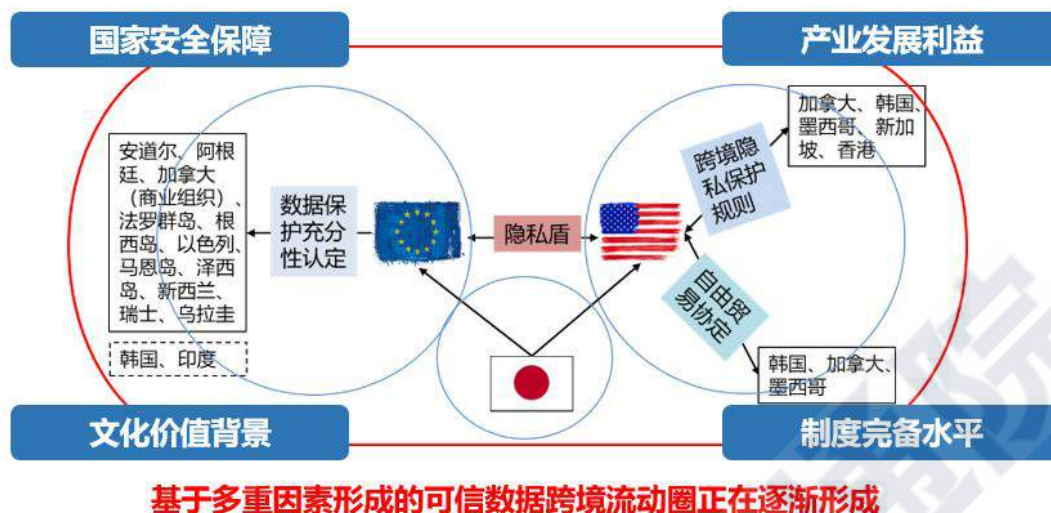 国家安全保障
产业发展利益
安道尔、阿根
廷、加拿大
（商业组织）、
法罗群岛、根
西岛、以色列、
马恩岛、泽西
岛、新西兰、
瑞士、乌拉圭
韩国、印度
数据保
护充分
性认定
隐私盾
跨境隐
私保护
规则
加拿大、韩国、
墨西哥、新加
坡、香港
自由贸
易协定
韩国、加拿大、
墨西哥
文化价值背景
制度完备水平
基于多重因素形成的可信数据跨境流动圈正在逐渐形成